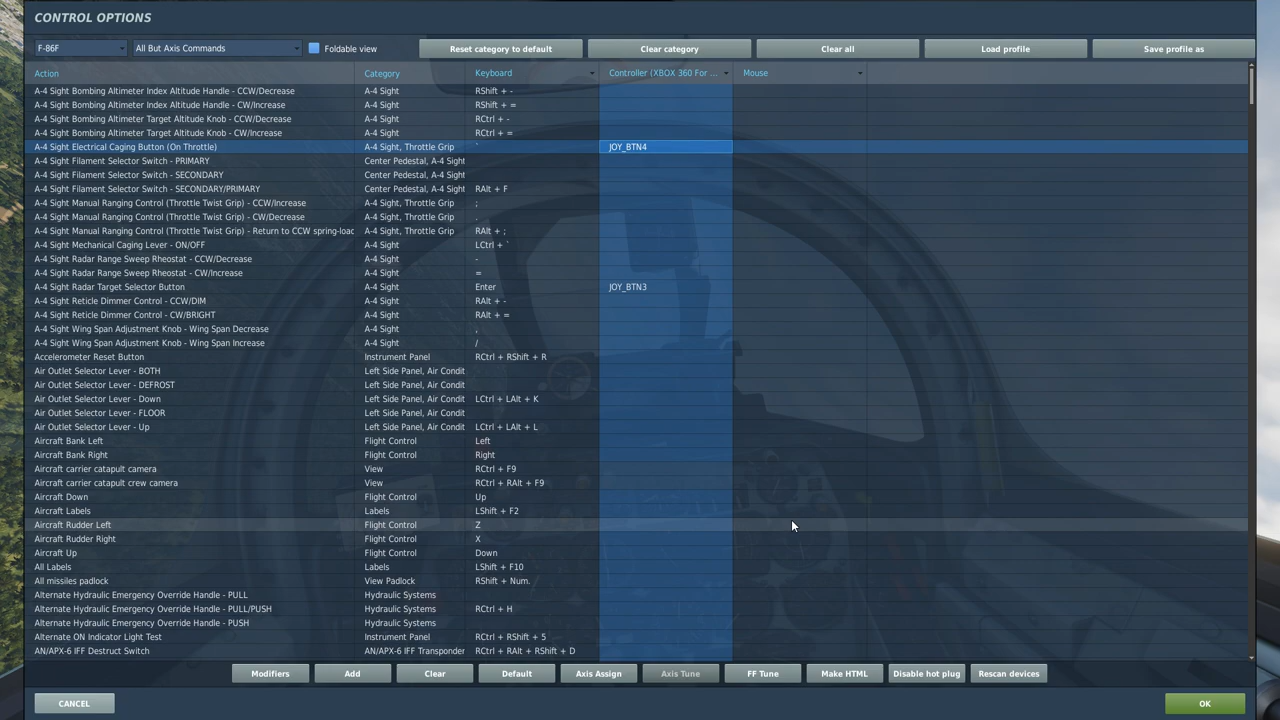 CONTROL OPTIONS
F-86F All But Axis Commands Foldable view Reset category to default Clear category Clear all Load profile Save profile as
Action Category Keyboard Controller (XBOX 360 For ... Mouse
A-4 Sight Bombing Altimeter Index Altitude Handle - CCW/Decrease A-4 Sight RShift + -
A-4 Sight Bombing Altimeter Index Altitude Handle - CW/Increase A-4 Sight RShift + =
A-4 Sight Bombing Altimeter Target Altitude Knob - CCW/Decrease A-4 Sight RCtrl + -
A-4 Sight Bombing Altimeter Target Altitude Knob - CW/Increase A-4 Sight RCtrl + =
A-4 Sight Electrical Caging Button (On Throttle) A-4 Sight, Throttle Grip ` JOY_BTN4
A-4 Sight Filament Selector Switch - PRIMARY Center Pedestal, A-4 Sight
A-4 Sight Filament Selector Switch - SECONDARY Center Pedestal, A-4 Sight
A-4 Sight Filament Selector Switch - SECONDARY/PRIMARY Center Pedestal, A-4 Sight RAlt + F
A-4 Sight Manual Ranging Control (Throttle Twist Grip) - CCW/Increase A-4 Sight, Throttle Grip ;
A-4 Sight Manual Ranging Control (Throttle Twist Grip) - CW/Decrease A-4 Sight, Throttle Grip .
A-4 Sight Manual Ranging Control (Throttle Twist Grip) - Return to CCW spring-loac A-4 Sight, Throttle Grip RAlt + ;
A-4 Sight Mechanical Caging Lever - ON/OFF A-4 Sight LCtrl + `
A-4 Sight Radar Range Sweep Rheostat - CCW/Decrease A-4 Sight -
A-4 Sight Radar Range Sweep Rheostat - CW/Increase A-4 Sight =
A-4 Sight Radar Target Selector Button A-4 Sight Enter JOY_BTN3
A-4 Sight Reticle Dimmer Control - CCW/DIM A-4 Sight RAlt + -
A-4 Sight Reticle Dimmer Control - CW/BRIGHT A-4 Sight RAlt + =
A-4 Sight Wing Span Adjustment Knob - Wing Span Decrease A-4 Sight ,
A-4 Sight Wing Span Adjustment Knob - Wing Span Increase A-4 Sight /
Accelerometer Reset Button Instrument Panel RCtrl + RShift + R
Air Outlet Selector Lever - BOTH Left Side Panel, Air Condit
Air Outlet Selector Lever - DEFROST Left Side Panel, Air Condit
Air Outlet Selector Lever - Down Left Side Panel, Air Condit LCtrl + LAlt + K
Air Outlet Selector Lever - FLOOR Left Side Panel, Air Condit
Air Outlet Selector Lever - Up Left Side Panel, Air Condit LCtrl + LAlt + L
Aircraft Bank Left Flight Control Left
Aircraft Bank Right Flight Control Right
Aircraft carrier catapult camera View RCtrl + F9
Aircraft carrier catapult crew camera View RCtrl + RAlt + F9
Aircraft Down Flight Control Up
Aircraft Labels Labels LShift + F2
Aircraft Rudder Left Flight Control Z
Aircraft Rudder Right Flight Control X
Aircraft Up Flight Control Down
All Labels Labels LShift + F10
All missiles padlock View Padlock RShift + Num.
Alternate Hydraulic Emergency Override Handle - PULL Hydraulic Systems
Alternate Hydraulic Emergency Override Handle - PULL/PUSH Hydraulic Systems RCtrl + H
Alternate Hydraulic Emergency Override Handle - PUSH Hydraulic Systems
Alternate ON Indicator Light Test Instrument Panel RCtrl + RShift + 5
AN/APX-6 IFF Destruct Switch AN/APX-6 IFF Transponder RCtrl + RAlt + RShift + D
Modifiers Add Clear Default Axis Assign Axis Tune FF Tune Make HTML Disable hot plug Rescan devices
CANCEL OK